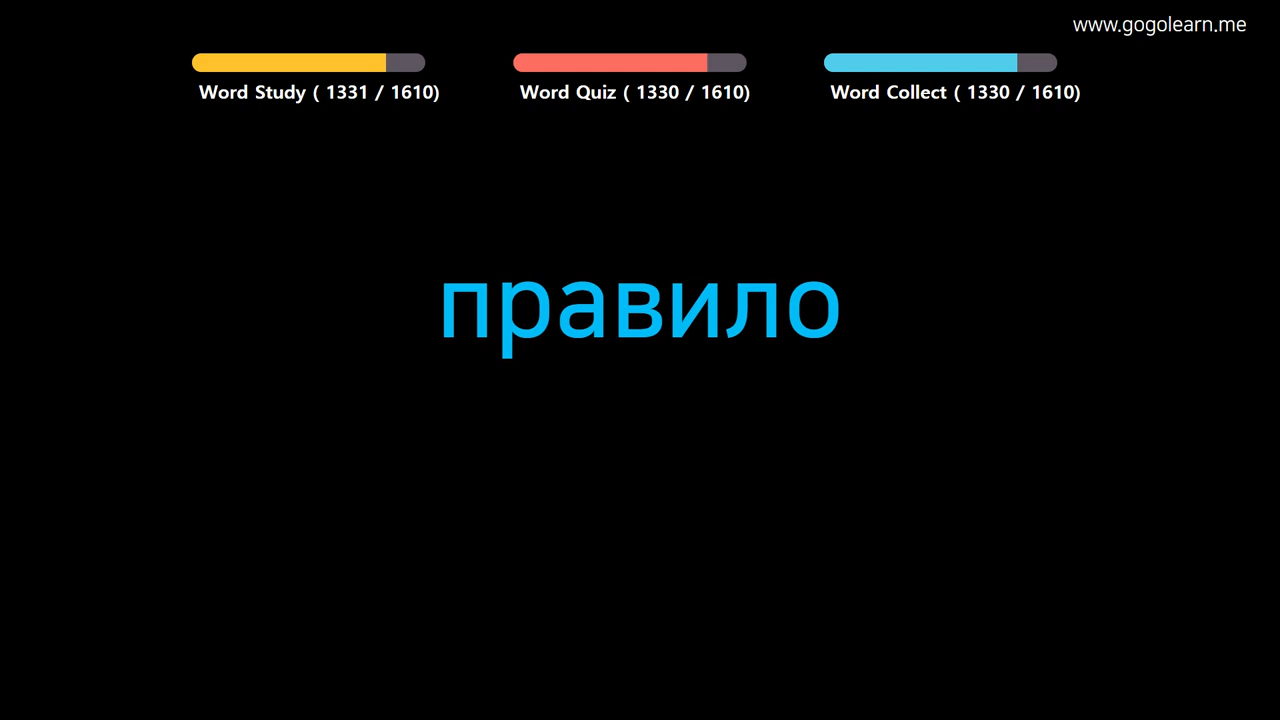 www.gogolearn.me
Word Study ( 1331 / 1610)
Word Quiz ( 1330 / 1610)
Word Collect ( 1330 / 1610)
правило